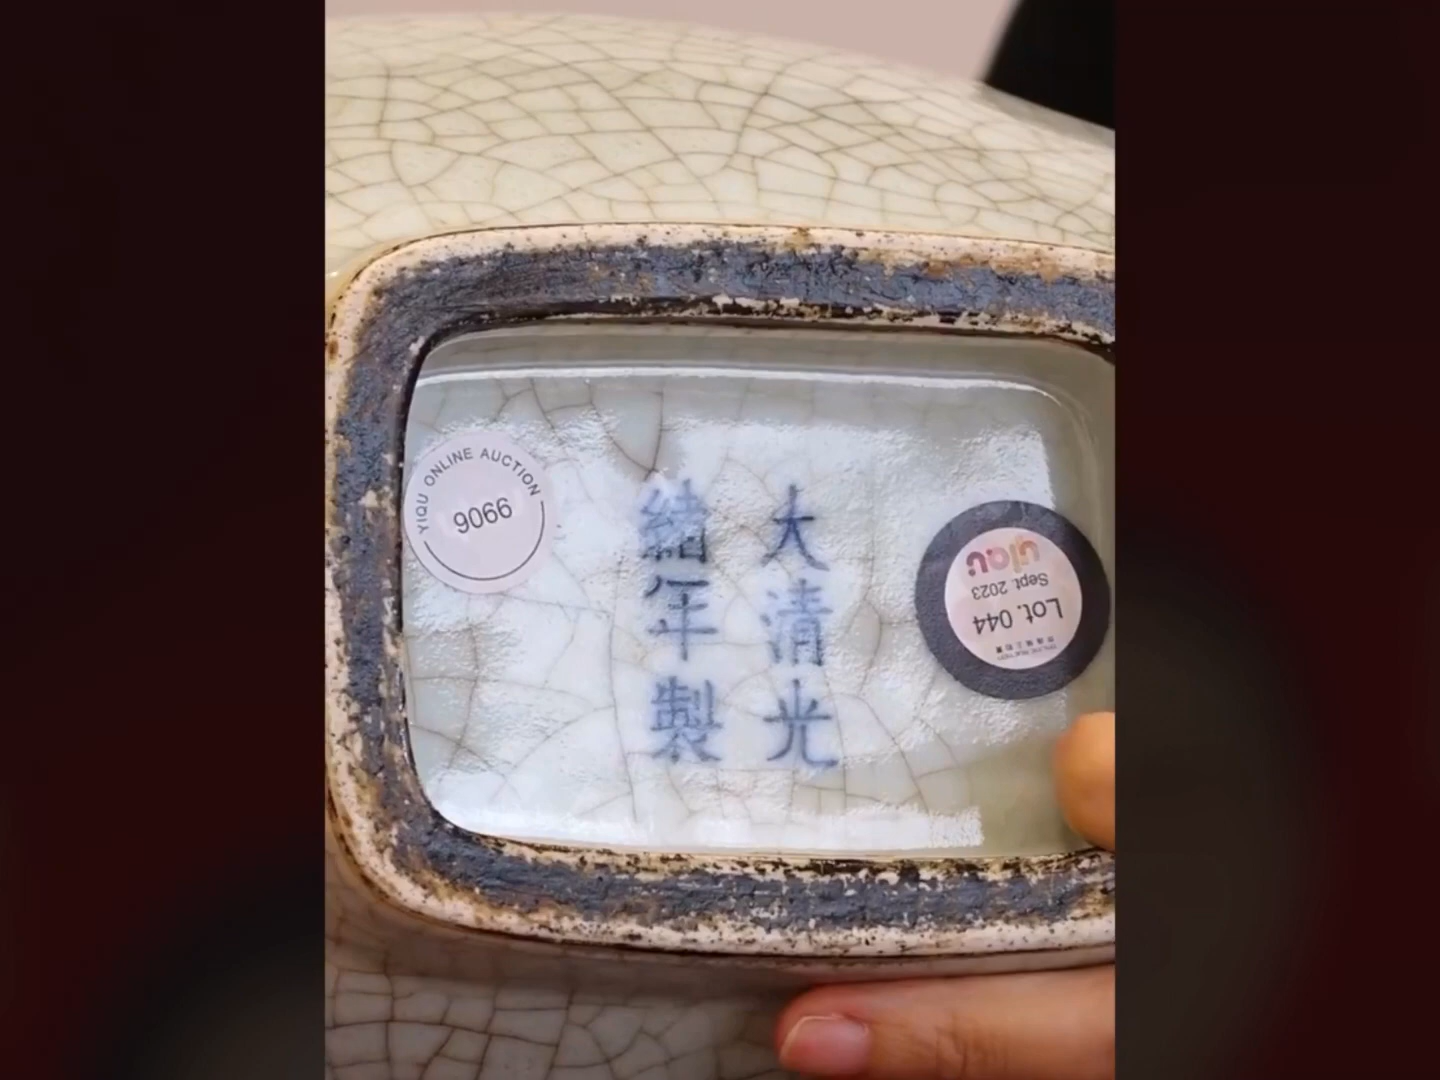 大清光
緒年製
YIQU ONLINE AUCTION
9066
yiqu
Sept. 2023
Lot. 044